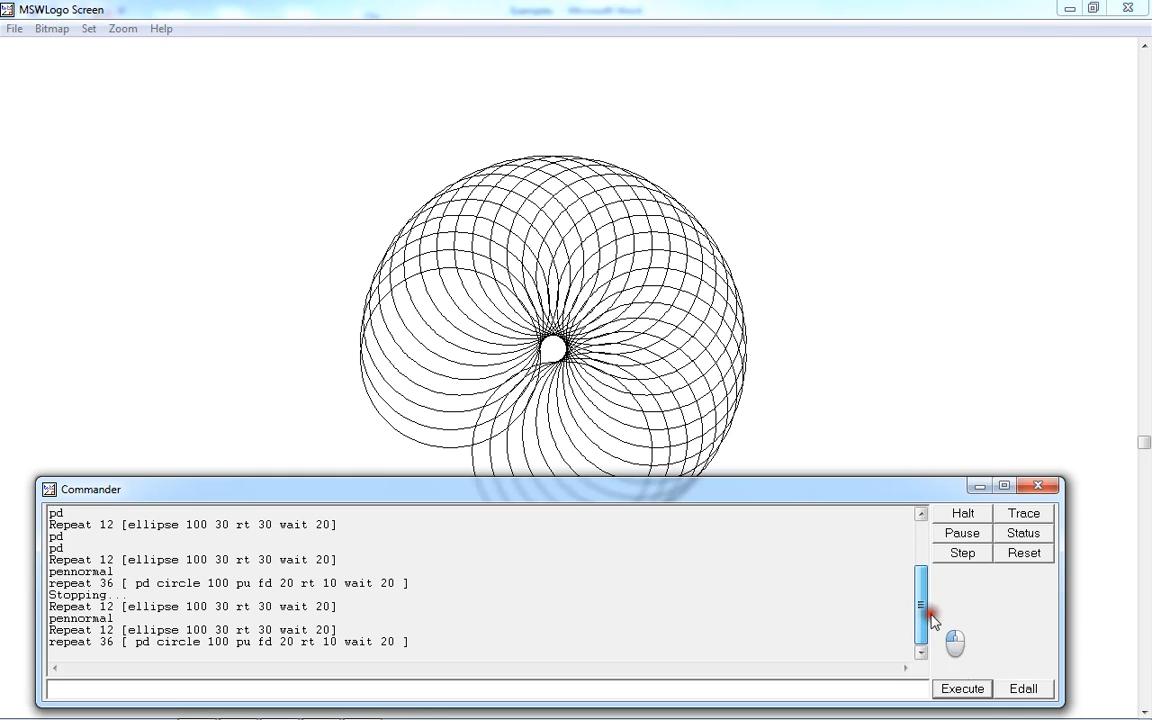 MSWLogo Screen
Examples - Microsoft Word
File Bitmap Set Zoom Help
Commander
pd
Repeat 12 [ellipse 100 30 rt 30 wait 20]
pd
pd
Repeat 12 [ellipse 100 30 rt 30 wait 20]
pennormal
repeat 36 [ pd circle 100 pu fd 20 rt 10 wait 20 ]
Stopping...
Repeat 12 [ellipse 100 30 rt 30 wait 20]
pennormal
Repeat 12 [ellipse 100 30 rt 30 wait 20]
repeat 36 [ pd circle 100 pu fd 20 rt 10 wait 20 ]
Halt Trace
Pause Status
Step Reset
Execute Edall